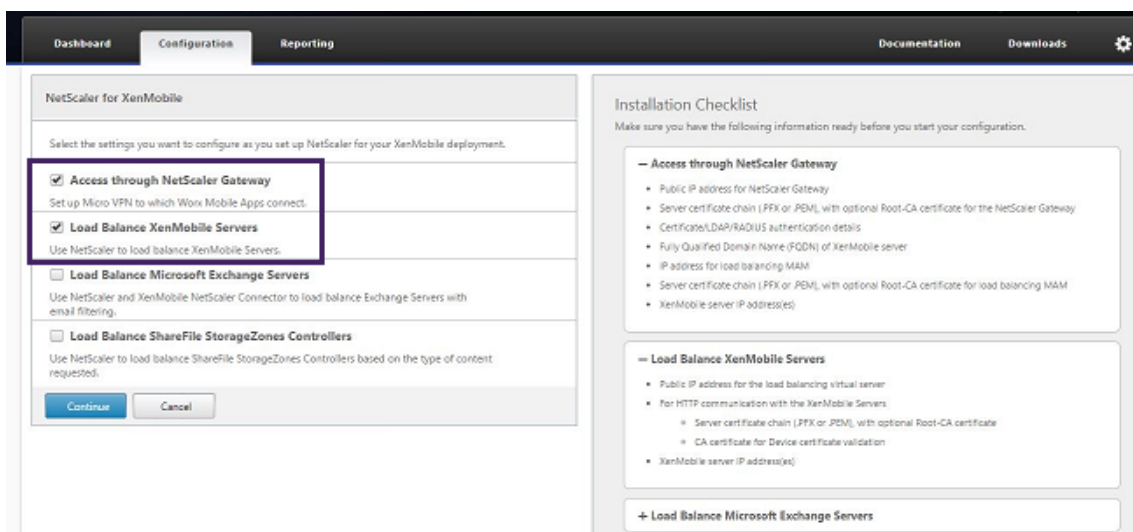 Dashboard Configuration Reporting Documentation Downloads
NetScaler for XenMobile
Select the settings you want to configure as you set up NetScaler for your XenMobile deployment.
Access through NetScaler Gateway
Set up Micro VPN to which Worx Mobile Apps connect.
Load Balance XenMobile Servers
Use NetScaler to load balance XenMobile Servers.
Load Balance Microsoft Exchange Servers
Use NetScaler and XenMobile NetScaler Connector to load balance Exchange Servers with
email filtering.
Load Balance ShareFile StorageZones Controllers
Use NetScaler to load balance ShareFile StorageZones Controllers based on the type of content
requested.
Continue Cancel
Installation Checklist
Make sure you have the following information ready before you start your configuration.
Access through NetScaler Gateway
Public IP address for NetScaler Gateway
Server certificate chain (.PFX or .PEM), with optional Root-CA certificate for the NetScaler Gateway
Certificate/LDAP/RADIUS authentication details
Fully Qualified Domain Name (FQDN) of XenMobile server
IP address for load balancing MAM
Server certificate chain (.PFX or .PEM), with optional Root-CA certificate for load balancing MAM
XenMobile server IP address(es)
Load Balance XenMobile Servers
Public IP address for the load balancing virtual server
For HTTP communication with the XenMobile Servers
Server certificate chain (.PFX or .PEM), with optional Root-CA certificate
CA certificate for Device certificate validation
XenMobile server IP address(es)
Load Balance Microsoft Exchange Servers